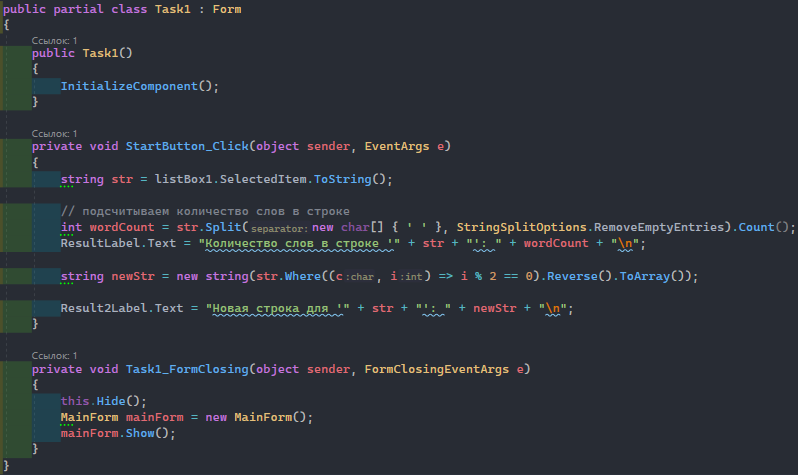 public partial class Task1 : Form
{
Ссылок: 1
public Task1()
{
InitializeComponent();
}
Ссылок: 1
private void StartButton_Click(object sender, EventArgs e)
{
string str = listBox1.SelectedItem.ToString();
// подсчитываем количество слов в строке
int wordCount = str.Split(separator: new char[] { ' ' }, StringSplitOptions.RemoveEmptyEntries).Count();
ResultLabel.Text = "Количество слов в строке '" + str + "': " + wordCount + "\n";
string newStr = new string(str.Where((c :char, i :int) => i % 2 == 0).Reverse().ToArray());
Result2Label.Text = "Новая строка для '" + str + "': " + newStr + "\n";
}
Ссылок: 1
private void Task1_FormClosing(object sender, FormClosingEventArgs e)
{
this.Hide();
MainForm mainForm = new MainForm();
mainForm.Show();
}
}